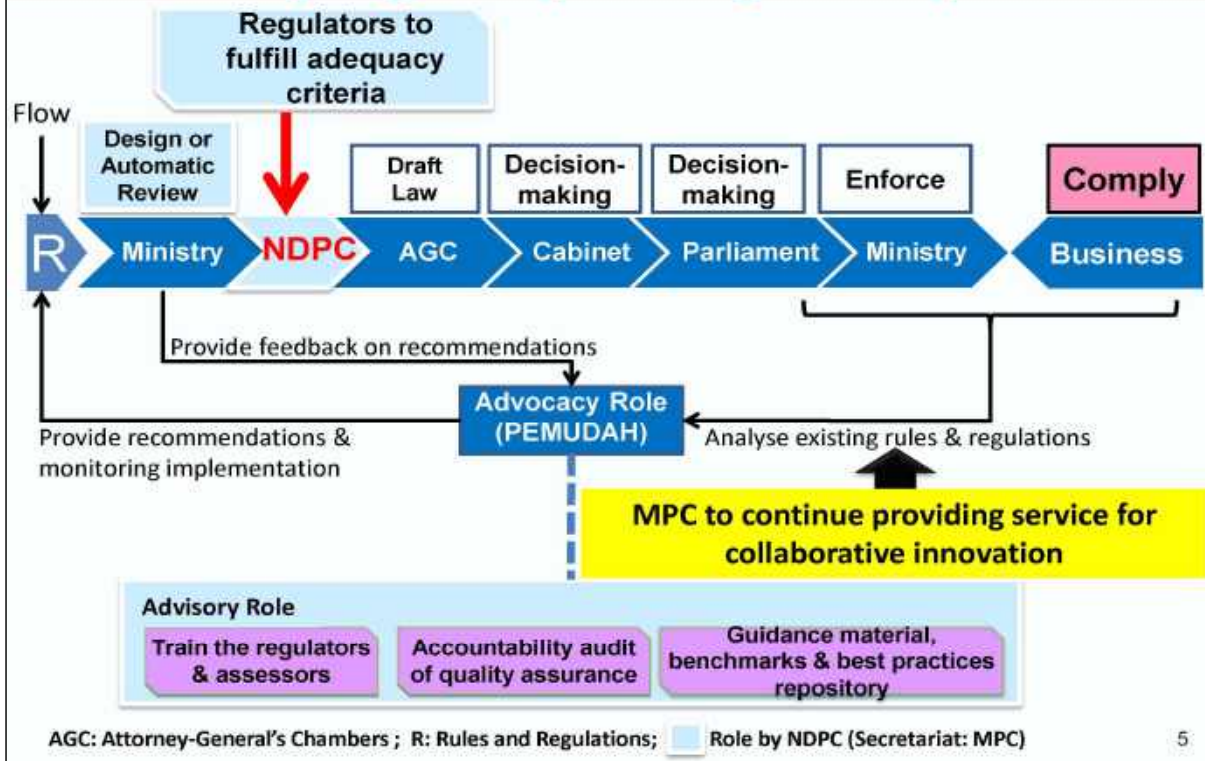 Regulators to
fulfill adequacy
criteria
Flow
Design or
Automatic
Review
Draft
Law
Decision-
making
Decision-
making
Enforce
Comply
R
Ministry
NDPC
AGC
Cabinet
Parliament
Ministry
Business
Provide feedback on recommendations
Advocacy Role
(PEMUDAH)
Provide recommendations &
monitoring implementation
Analyse existing rules & regulations
MPC to continue providing service for
collaborative innovation
Advisory Role
Train the regulators
& assessors
Accountability audit
of quality assurance
Guidance material,
benchmarks & best practices
repository
AGC: Attorney-General's Chambers ; R: Rules and Regulations; Role by NDPC (Secretariat: MPC)
5